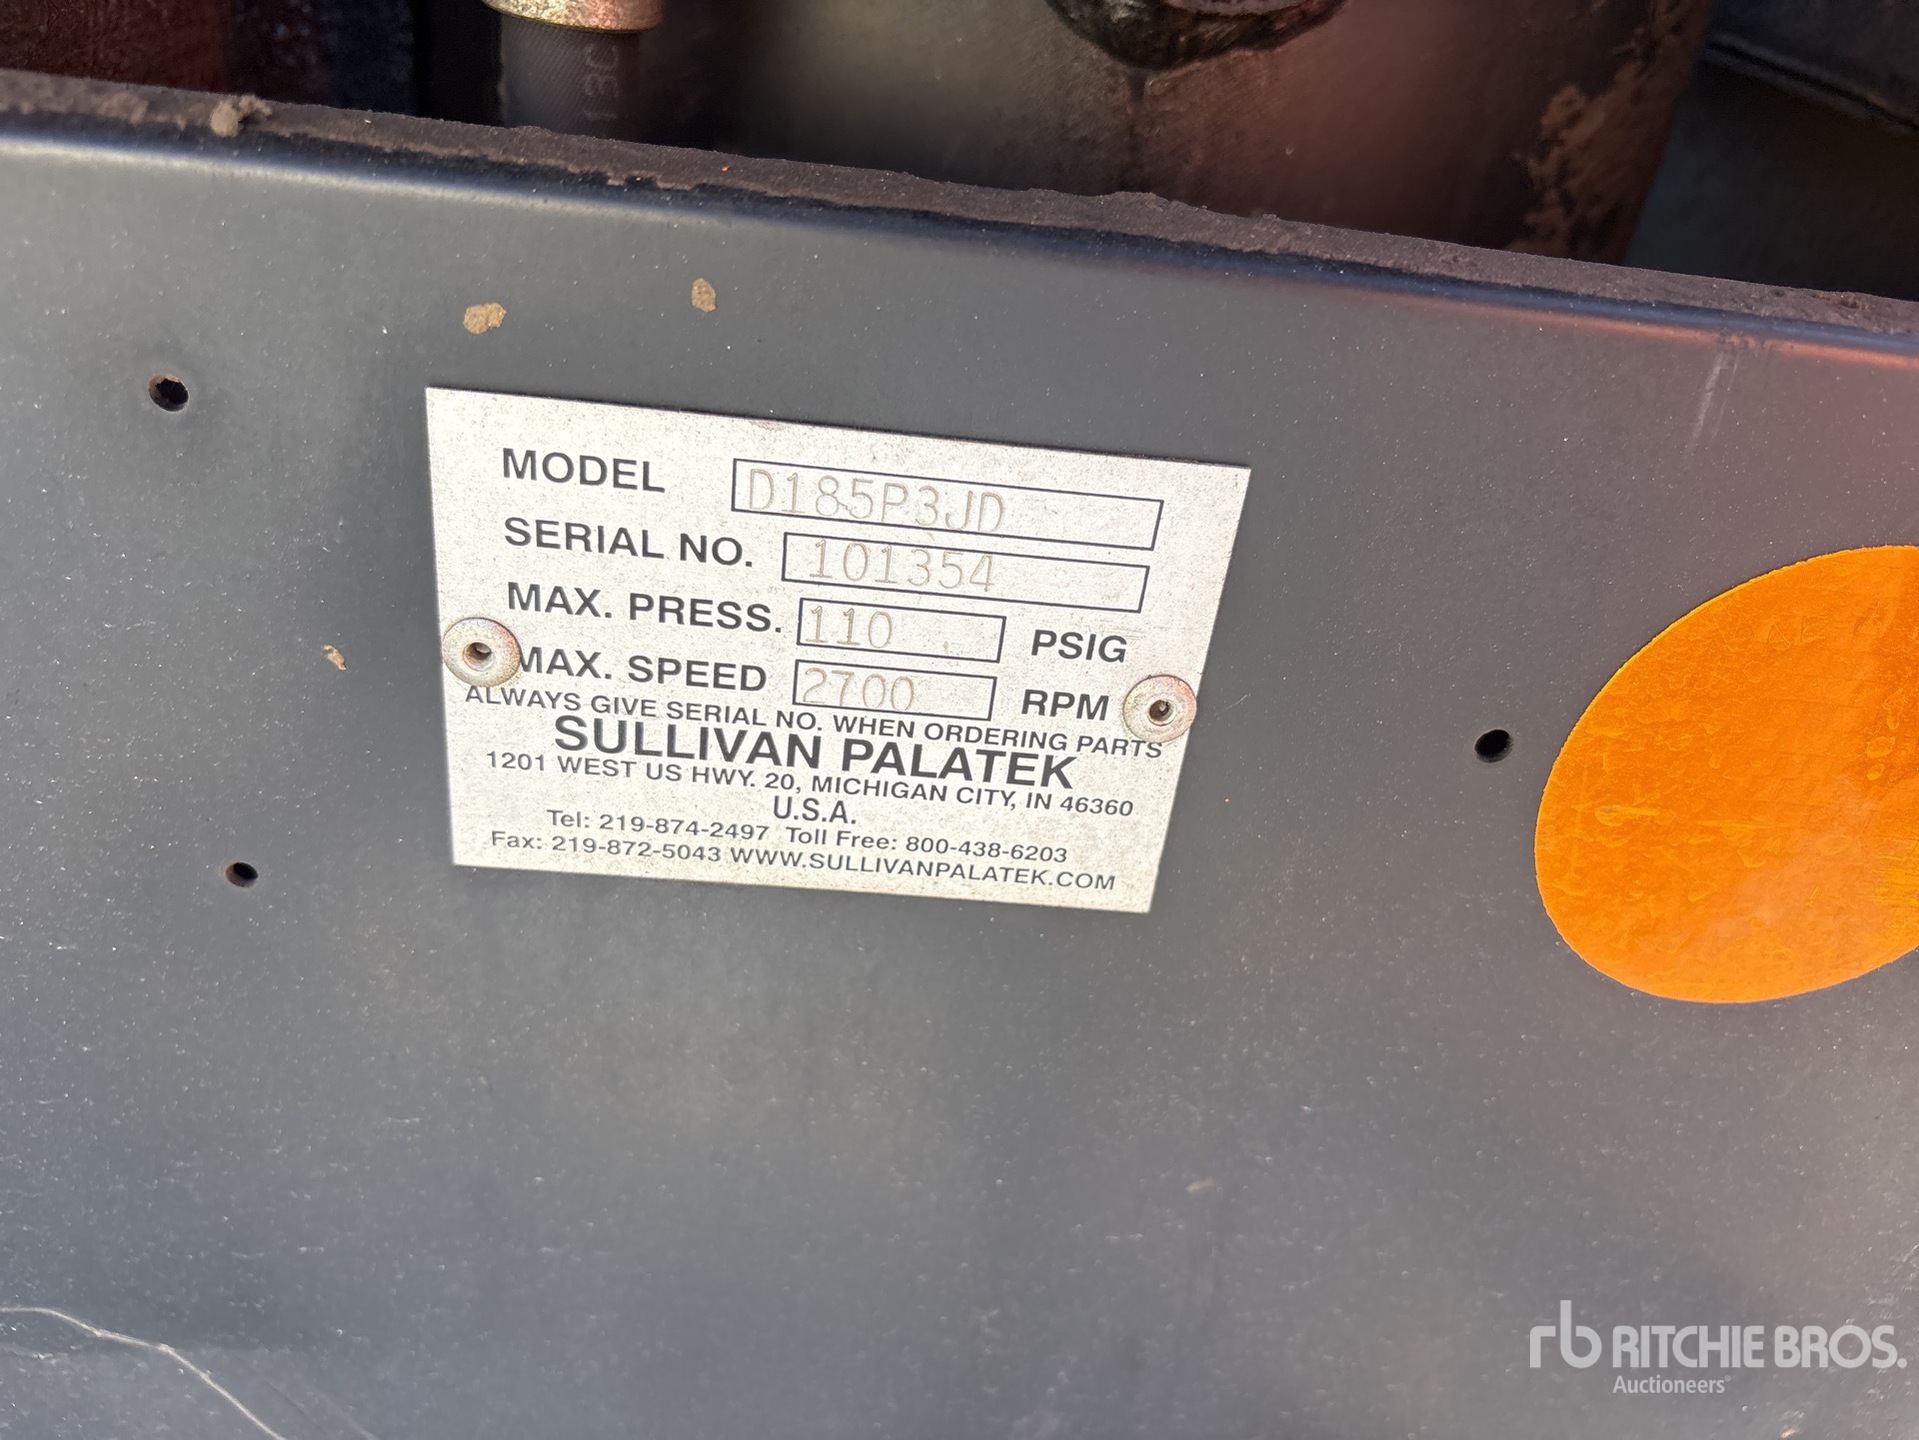 MODEL D185P3JD
SERIAL NO. 101354
MAX. PRESS. 110 PSIG
MAX. SPEED 2700 RPM
ALWAYS GIVE SERIAL NO. WHEN ORDERING PARTS
SULLIVAN PALATEK
1201 WEST US HWY. 20, MICHIGAN CITY, IN 46360
U.S.A.
Tel: 219-874-2497 Toll Free: 800-438-6203
Fax: 219-872-5043 WWW.SULLIVANPALATEK.COM
rb RITCHIE BROS.
Auctioneers